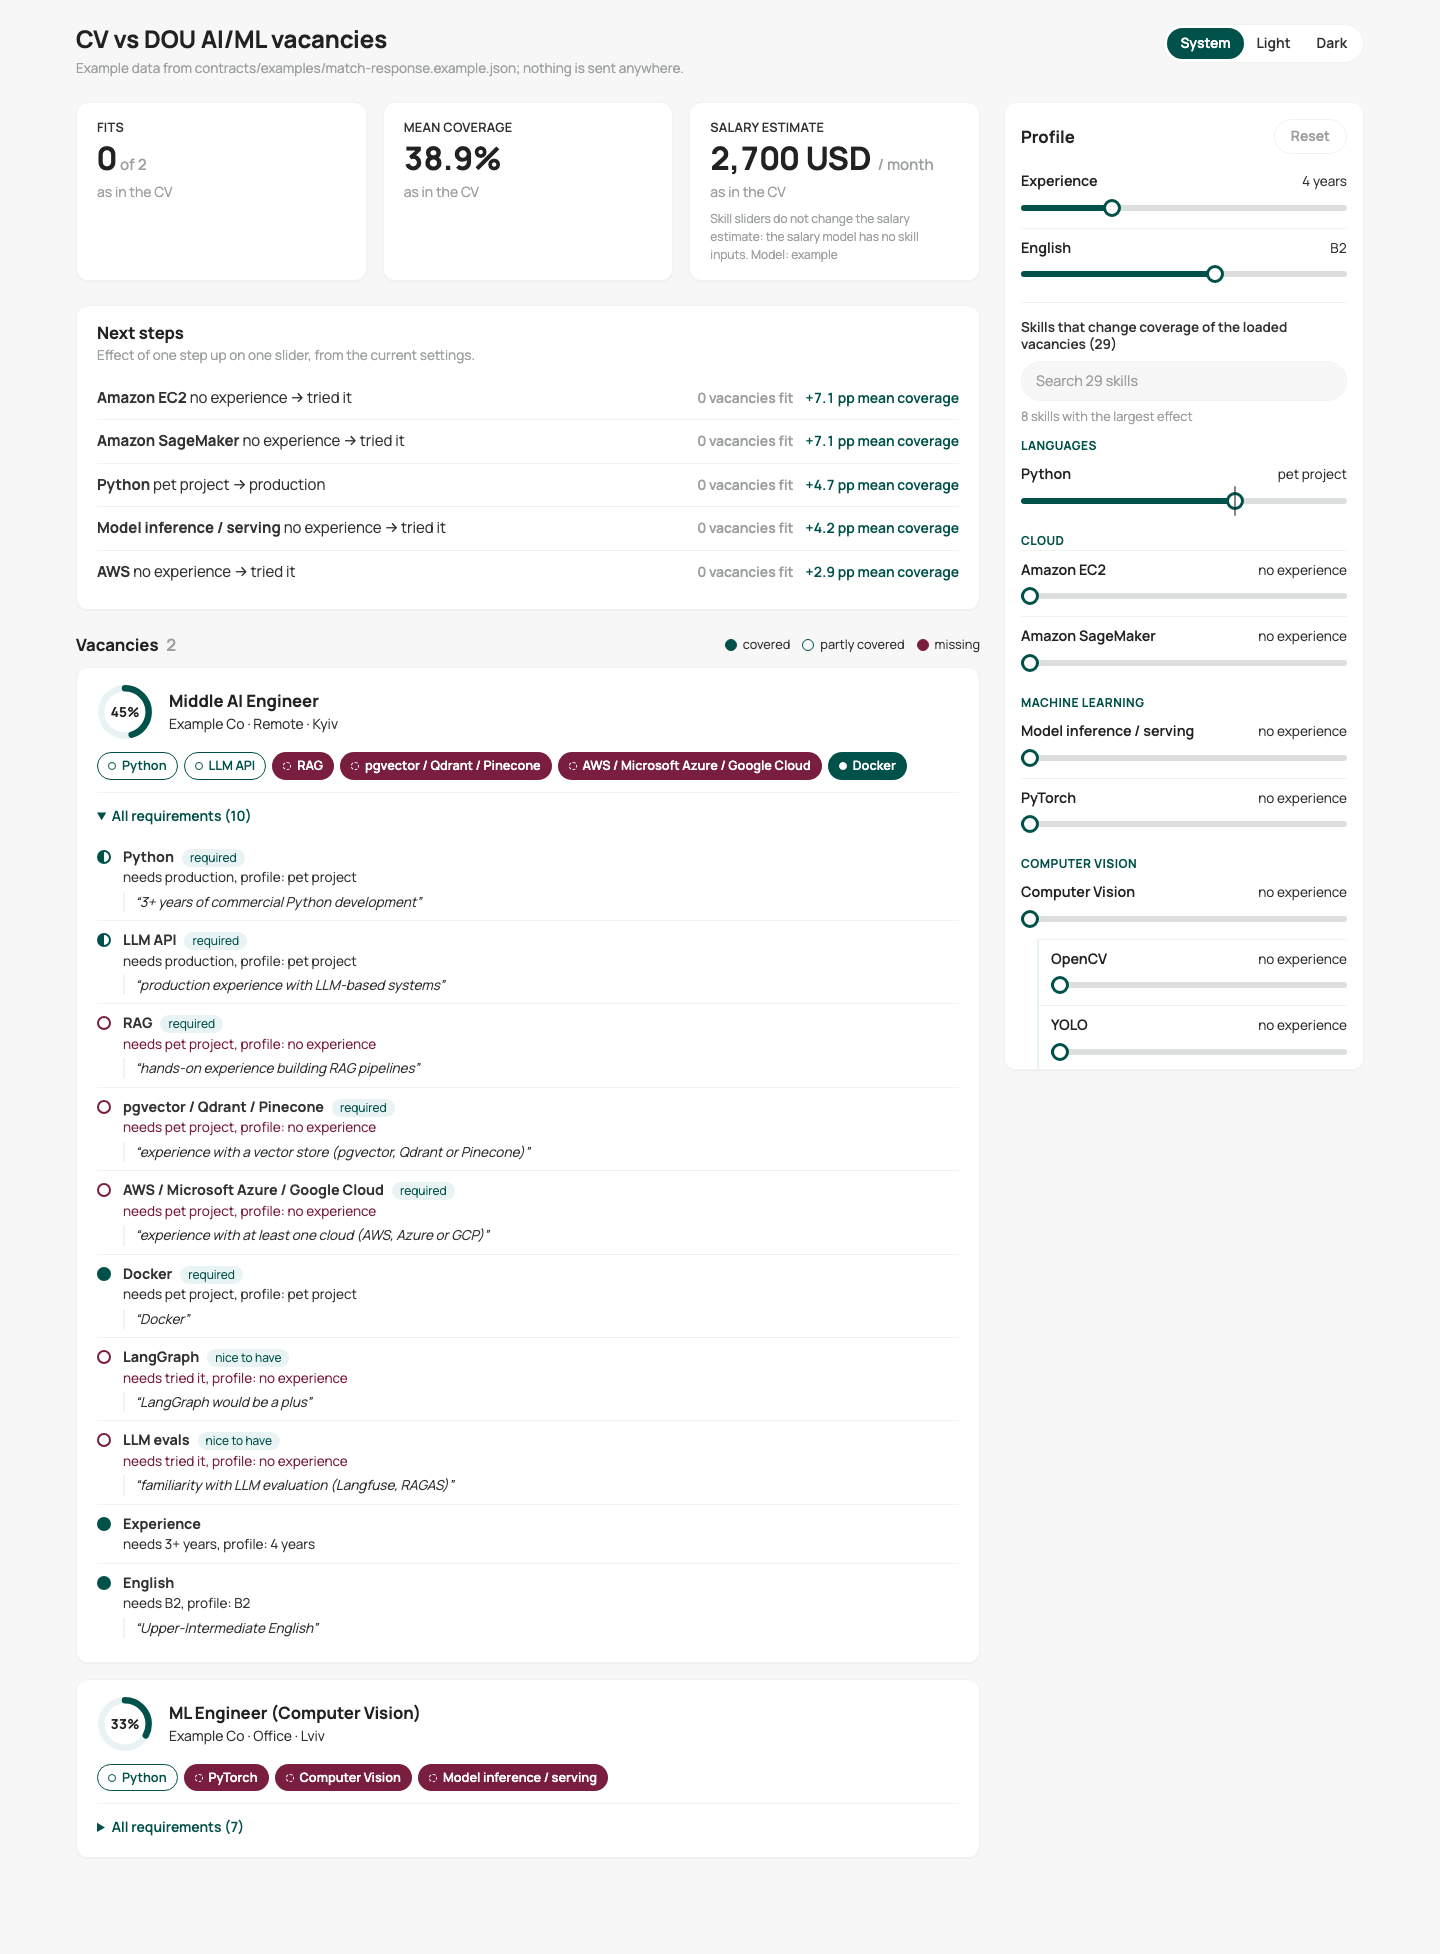 CV vs DOU AI/ML vacancies
Example data from contracts/examples/match-response.example.json; nothing is sent anywhere.
System Light Dark
FITS
0 of 2
as in the CV
MEAN COVERAGE
38.9%
as in the CV
SALARY ESTIMATE
2,700 USD / month
as in the CV
Skill sliders do not change the salary
estimate: the salary model has no skill
inputs. Model: example
Next steps
Effect of one step up on one slider, from the current settings.
Amazon EC2 no experience → tried it 0 vacancies fit +7.1 pp mean coverage
Amazon SageMaker no experience → tried it 0 vacancies fit +7.1 pp mean coverage
Python pet project → production 0 vacancies fit +4.7 pp mean coverage
Model inference / serving no experience → tried it 0 vacancies fit +4.2 pp mean coverage
AWS no experience → tried it 0 vacancies fit +2.9 pp mean coverage
Vacancies 2
covered partly covered missing
45%
Middle AI Engineer
Example Co · Remote · Kyiv
Python LLM API RAG pgvector / Qdrant / Pinecone AWS / Microsoft Azure / Google Cloud Docker
▼ All requirements (10)
Python required
needs production, profile: pet project
“3+ years of commercial Python development”
LLM API required
needs production, profile: pet project
“production experience with LLM-based systems”
RAG required
needs pet project, profile: no experience
“hands-on experience building RAG pipelines”
pgvector / Qdrant / Pinecone required
needs pet project, profile: no experience
“experience with a vector store (pgvector, Qdrant or Pinecone)”
AWS / Microsoft Azure / Google Cloud required
needs pet project, profile: no experience
“experience with at least one cloud (AWS, Azure or GCP)”
Docker required
needs pet project, profile: pet project
“Docker”
LangGraph nice to have
needs tried it, profile: no experience
“LangGraph would be a plus”
LLM evals nice to have
needs tried it, profile: no experience
“familiarity with LLM evaluation (Langfuse, RAGAS)”
Experience
needs 3+ years, profile: 4 years
English
needs B2, profile: B2
“Upper-Intermediate English”
33%
ML Engineer (Computer Vision)
Example Co · Office · Lviv
Python PyTorch Computer Vision Model inference / serving
▶ All requirements (7)
Profile Reset
Experience 4 years
English B2
Skills that change coverage of the loaded
vacancies (29)
Search 29 skills
8 skills with the largest effect
LANGUAGES
Python pet project
CLOUD
Amazon EC2 no experience
Amazon SageMaker no experience
MACHINE LEARNING
Model inference / serving no experience
PyTorch no experience
COMPUTER VISION
Computer Vision no experience
OpenCV no experience
YOLO no experience